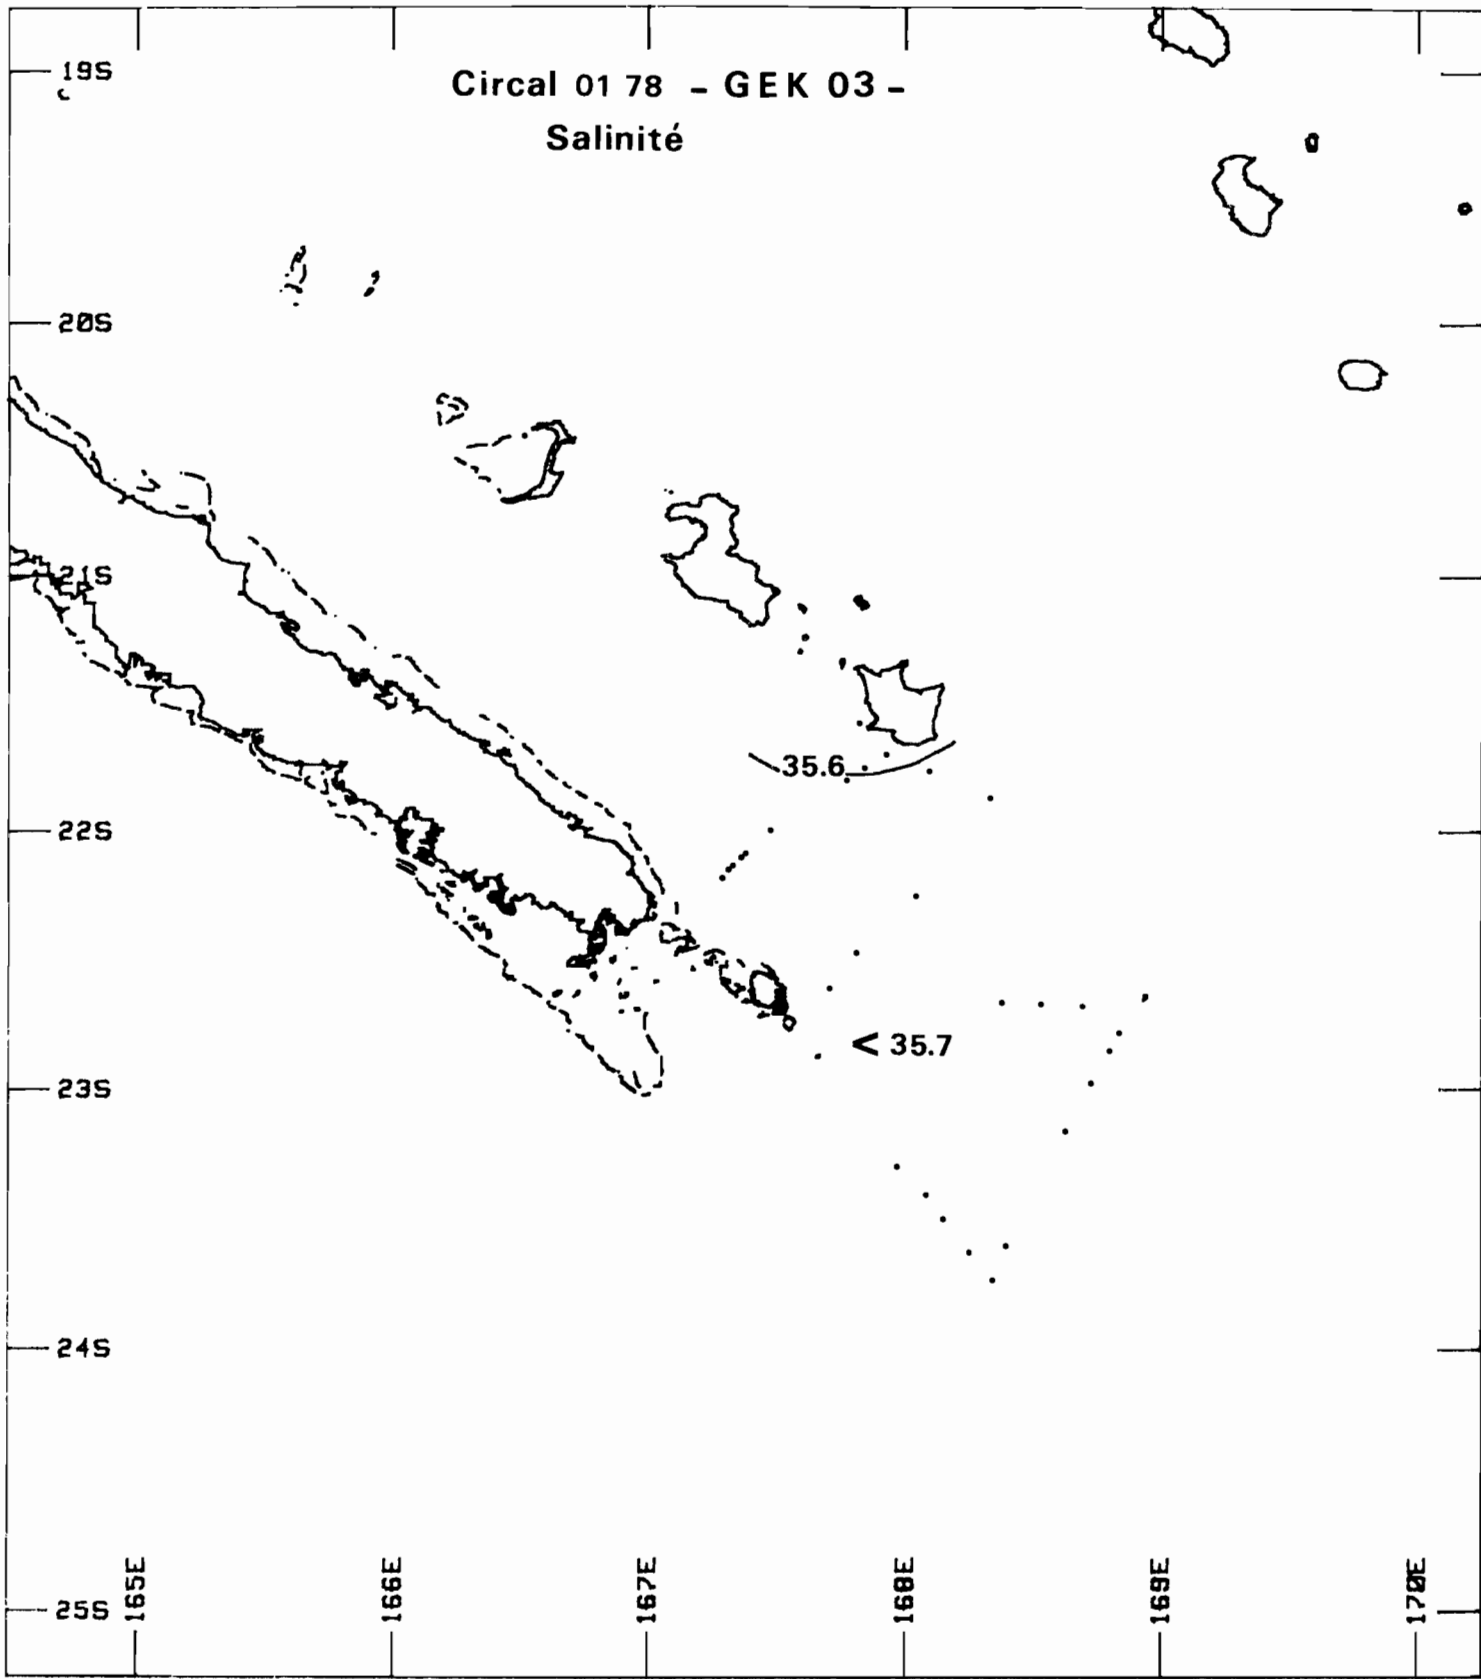 19S
Circal 01 78 - GEK 03 -
Salinité
20S
21S
35.6
22S
< 35.7
23S
24S
25S
165E
166E
167E
168E
169E
170E